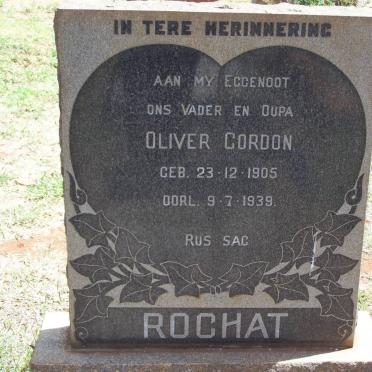 IN TERE HERINNERING
AAN MY EGGENOOT
ONS VADER EN OUPA
OLIVER GORDON
GEB. 23·12·1905
OORL. 9·7·1939.
RUS SAG
ROCHAT